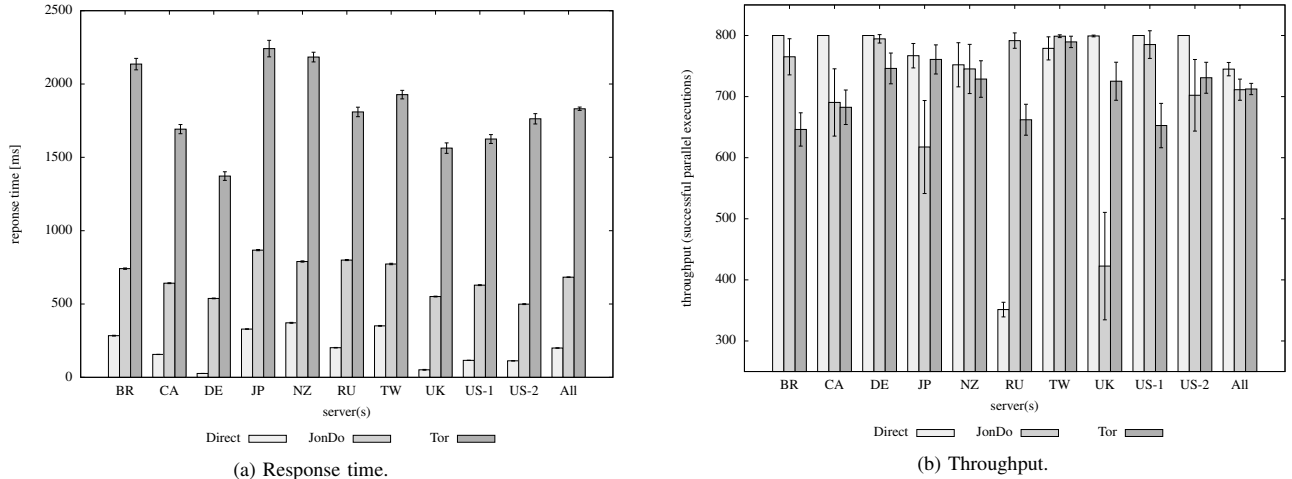 2500
2000
1500
1000
500
0
reponse time [ms]
BR CA DE JP NZ RU TW UK US-1 US-2 All
server(s)
Direct JonDo Tor
(a) Response time.
800
700
600
500
400
300
throughput (successful parallel executions)
BR CA DE JP NZ RU TW UK US-1 US-2 All
server(s)
Direct JonDo Tor
(b) Throughput.